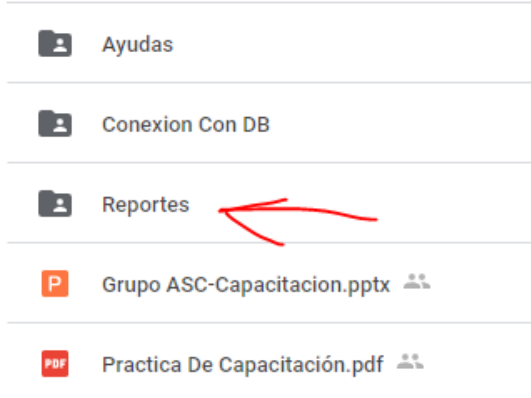 Ayudas
Conexion Con DB
Reportes
P Grupo ASC-Capacitacion.pptx
PDF Practica De Capacitación.pdf